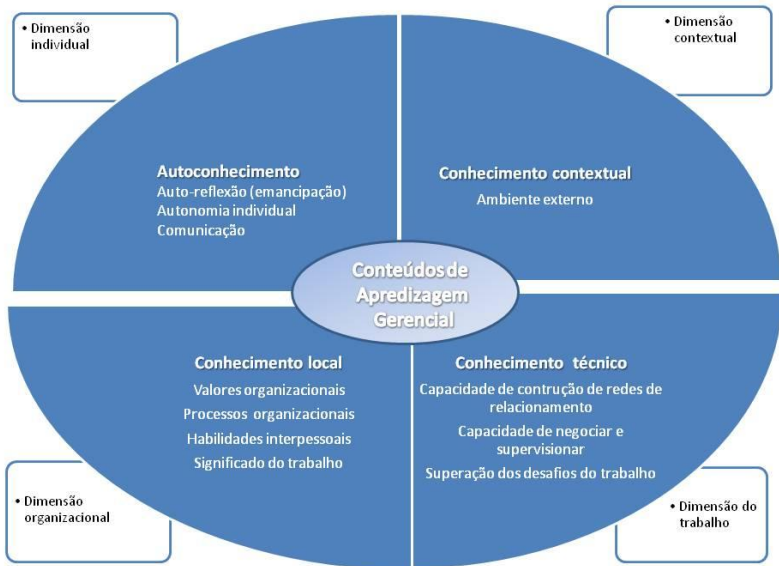 • Dimensão
individual
• Dimensão
contextual
Autoconhecimento
Auto-reflexão (emancipação)
Autonomia individual
Comunicação
Conhecimento contextual
Ambiente externo
Conteúdos de
Apredizagem
Gerencial
Conhecimento local
Valores organizacionais
Processos organizacionais
Habilidades interpessoais
Significado do trabalho
Conhecimento técnico
Capacidade de contrução de redes de
relacionamento
Capacidade de negociar e
supervisionar
Superação dos desafios do trabalho
• Dimensão
organizacional
• Dimensão do
trabalho